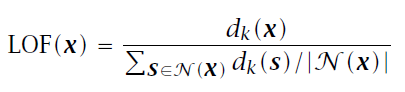 LOF(x) = d_k(x) / (∑_{s∈𝒩(x)} d_k(s)/|𝒩(x)|)